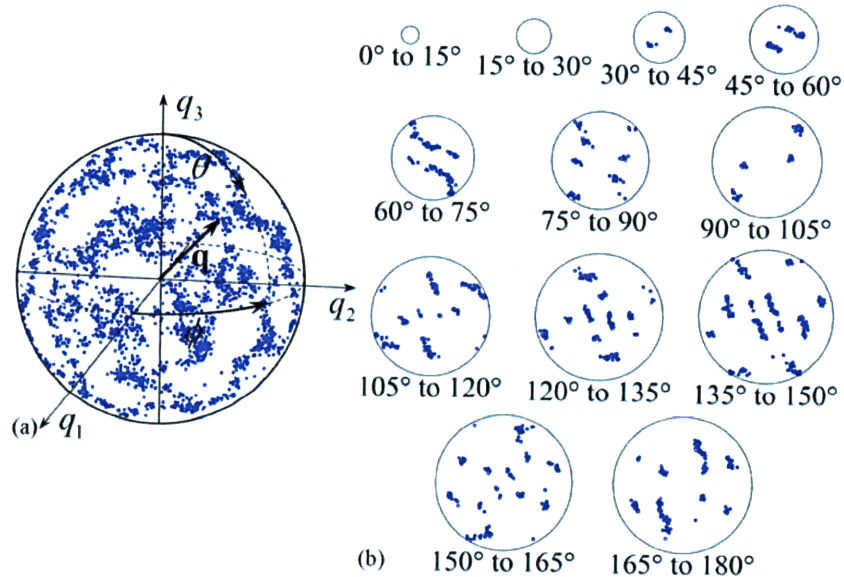 q3
θ
q
q2
ϕ
(a)
q1
0° to 15°
15° to 30°
30° to 45°
45° to 60°
60° to 75°
75° to 90°
90° to 105°
105° to 120°
120° to 135°
135° to 150°
150° to 165°
165° to 180°
(b)